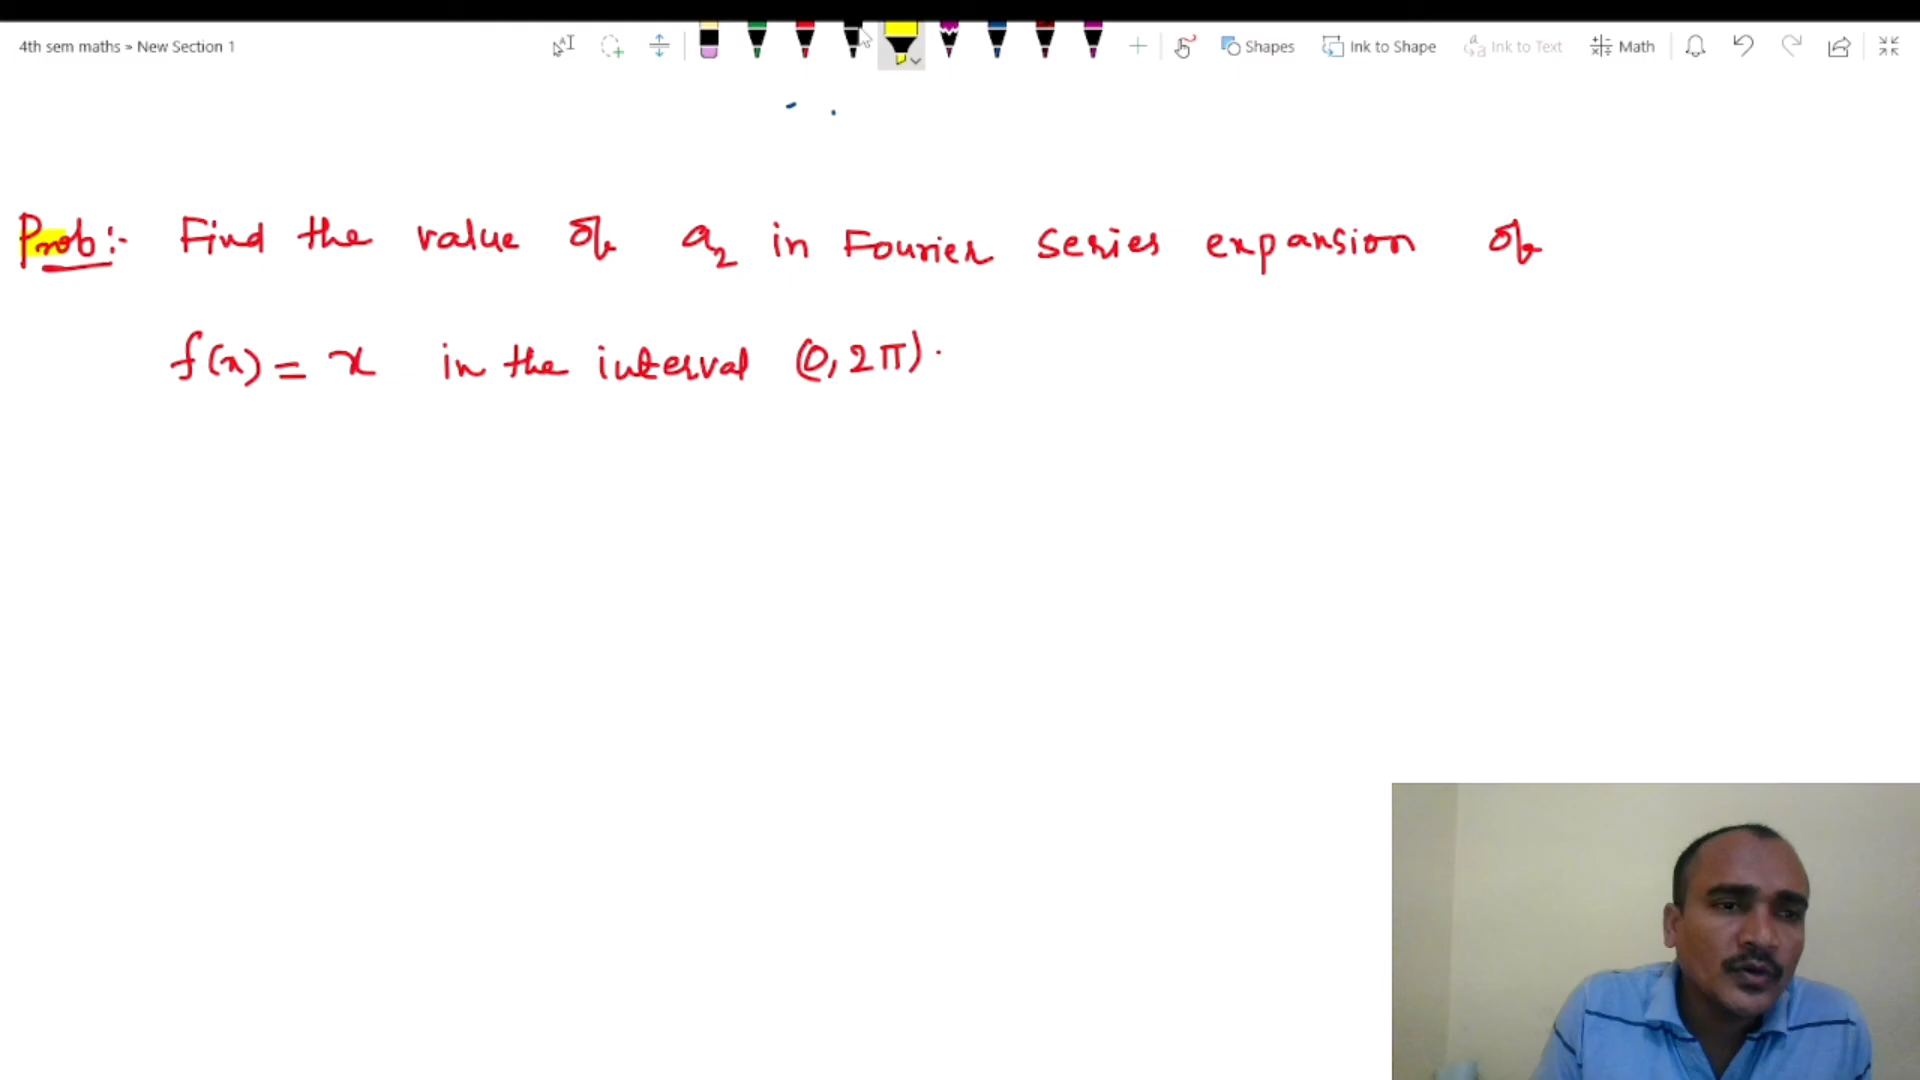 4th sem maths » New Section 1
Shapes
Ink to Shape
Ink to Text
Math
Prob:- Find the value of a₂ in Fourier series expansion of
f(x) = x in the interval (0, 2π).